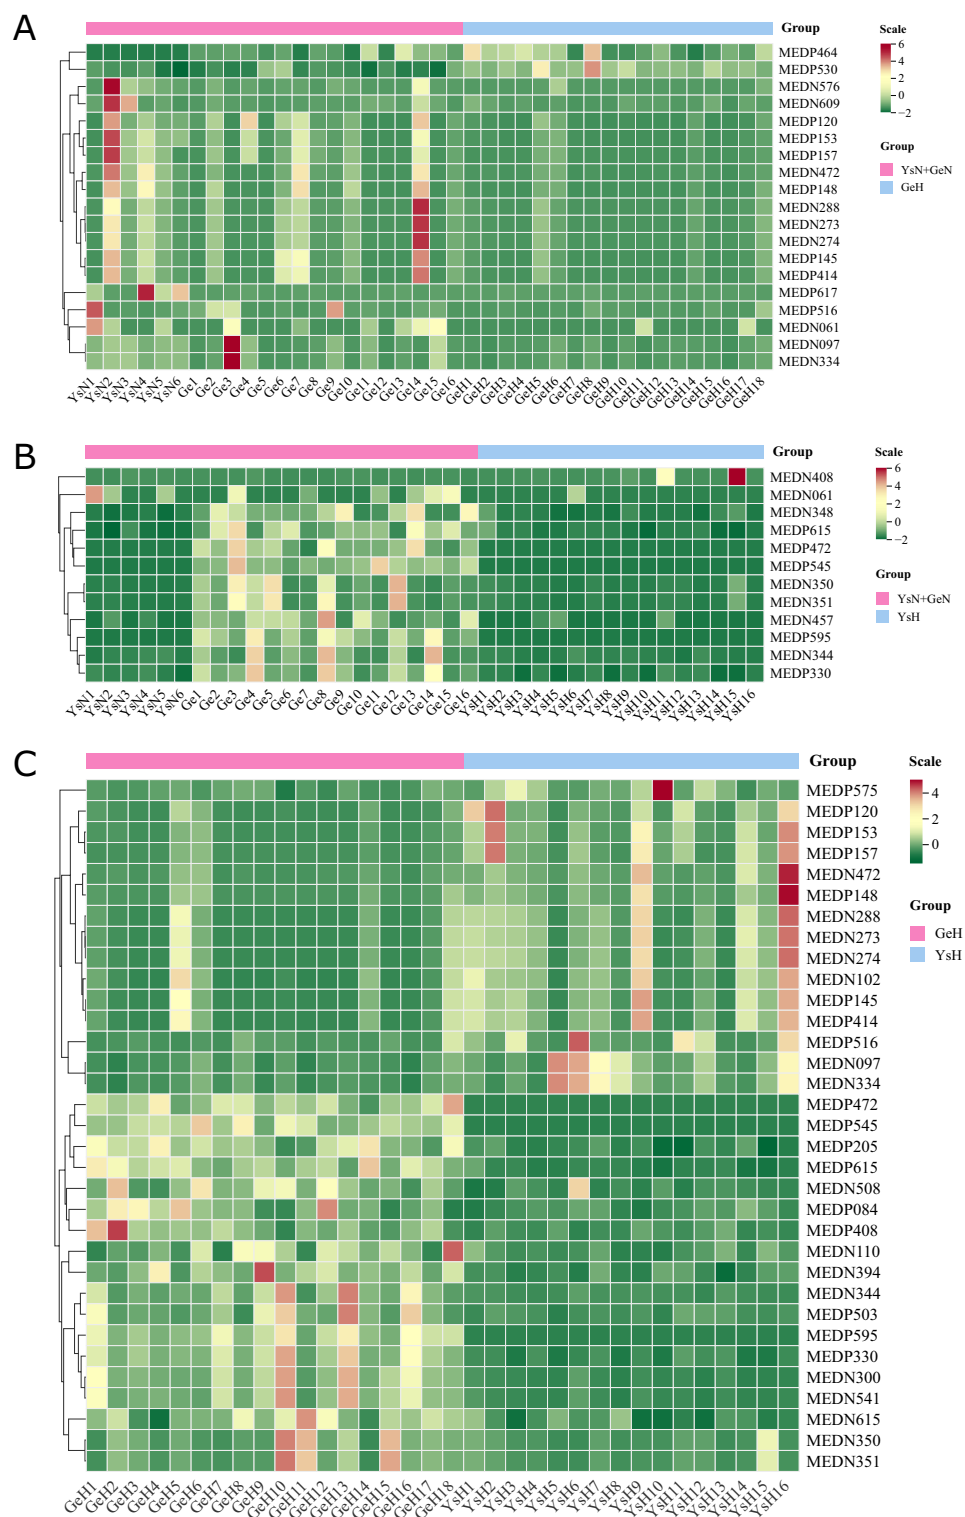 A
Group
MEDP464
MEDP530
MEDN576
MEDN609
MEDP120
MEDP153
MEDP157
MEDN472
MEDP148
MEDN288
MEDN273
MEDN274
MEDP145
MEDP414
MEDP617
MEDP516
MEDN061
MEDN097
MEDN334
Scale
6
4
2
0
−2
Group
YsN+GeN
GeH
YsN1 YsN2 YsN3 YsN4 YsN5 YsN6 Ge1 Ge2 Ge3 Ge4 Ge5 Ge6 Ge7 Ge8 Ge9 Ge10 Ge11 Ge12 Ge13 Ge14 Ge15 Ge16 GeH1 GeH2 GeH3 GeH4 GeH5 GeH6 GeH7 GeH8 GeH9 GeH10 GeH11 GeH12 GeH13 GeH14 GeH15 GeH16 GeH17 GeH18
B
Group
MEDN408
MEDN061
MEDN348
MEDP615
MEDP472
MEDP545
MEDN350
MEDN351
MEDN457
MEDP595
MEDN344
MEDP330
Scale
6
4
2
0
−2
Group
YsN+GeN
YsH
YsN1 YsN2 YsN3 YsN4 YsN5 YsN6 Ge1 Ge2 Ge3 Ge4 Ge5 Ge6 Ge7 Ge8 Ge9 Ge10 Ge11 Ge12 Ge13 Ge14 Ge15 Ge16 YsH1 YsH2 YsH3 YsH4 YsH5 YsH6 YsH7 YsH8 YsH9 YsH10 YsH11 YsH12 YsH13 YsH14 YsH15 YsH16
C
Group
MEDP575
MEDP120
MEDP153
MEDP157
MEDN472
MEDP148
MEDN288
MEDN273
MEDN274
MEDN102
MEDP145
MEDP414
MEDP516
MEDN097
MEDN334
MEDP472
MEDP545
MEDP205
MEDP615
MEDN508
MEDP084
MEDP408
MEDN110
MEDN394
MEDN344
MEDP503
MEDP595
MEDP330
MEDN300
MEDN541
MEDN615
MEDN350
MEDN351
Scale
4
2
0
Group
GeH
YsH
GeH1 GeH2 GeH3 GeH4 GeH5 GeH6 GeH7 GeH8 GeH9 GeH10 GeH11 GeH12 GeH13 GeH14 GeH15 GeH16 GeH17 GeH18 YsH1 YsH2 YsH3 YsH4 YsH5 YsH6 YsH7 YsH8 YsH9 YsH10 YsH11 YsH12 YsH13 YsH14 YsH15 YsH16